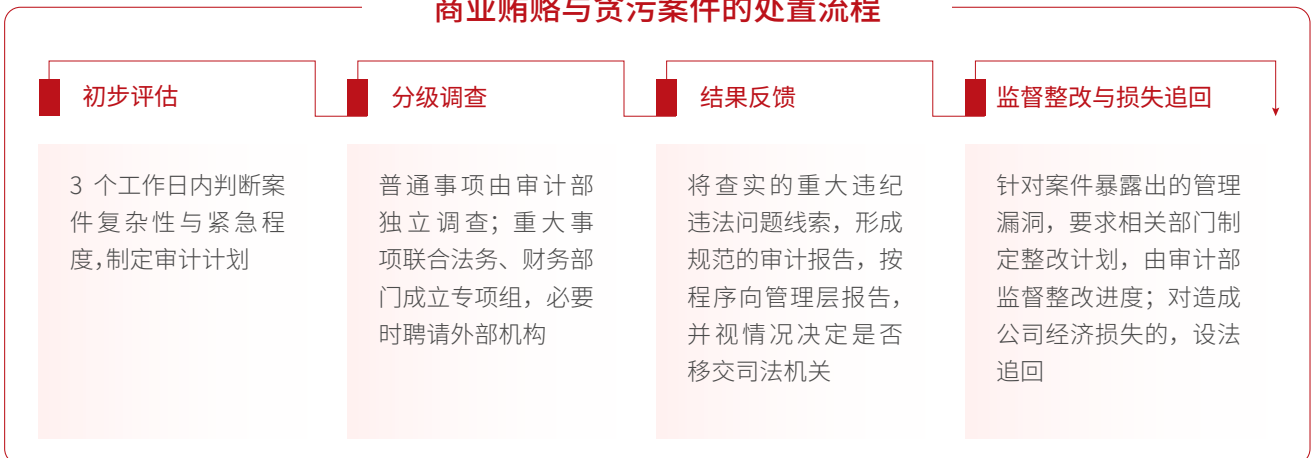 商业贿赂与贪污案件的处置流程
初步评估
3 个工作日内判断案
件复杂性与紧急程
度,制定审计计划
分级调查
普通事项由审计部
独立调查；重大事
项联合法务、财务部
门成立专项组，必要
时聘请外部机构
结果反馈
将查实的重大违纪
违法问题线索，形成
规范的审计报告，按
程序向管理层报告，
并视情况决定是否
移交司法机关
监督整改与损失追回
针对案件暴露出的管理
漏洞，要求相关部门制
定整改计划，由审计部
监督整改进度；对造成
公司经济损失的，设法
追回